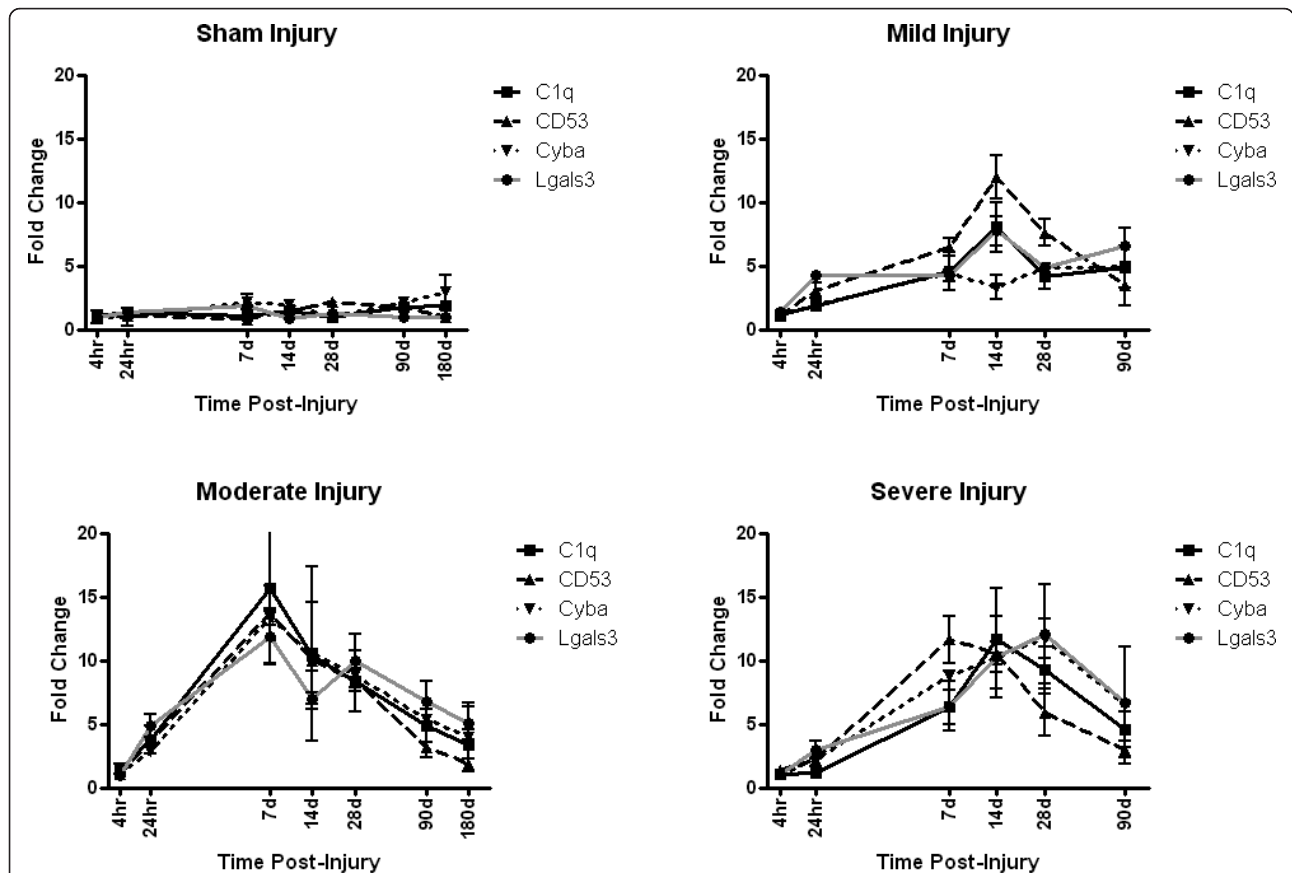 Sham Injury
20
15
10
5
0
Fold Change
4hr
24hr
7d
14d
28d
90d
180d
Time Post-Injury
C1q
CD53
Cyba
Lgals3
Mild Injury
20
15
10
5
0
Fold Change
4hr
24hr
7d
14d
28d
90d
Time Post-Injury
C1q
CD53
Cyba
Lgals3
Moderate Injury
20
15
10
5
0
Fold Change
4hr
24hr
7d
14d
28d
90d
180d
Time Post-Injury
C1q
CD53
Cyba
Lgals3
Severe Injury
20
15
10
5
0
Fold Change
4hr
24hr
7d
14d
28d
90d
Time Post-Injury
C1q
CD53
Cyba
Lgals3